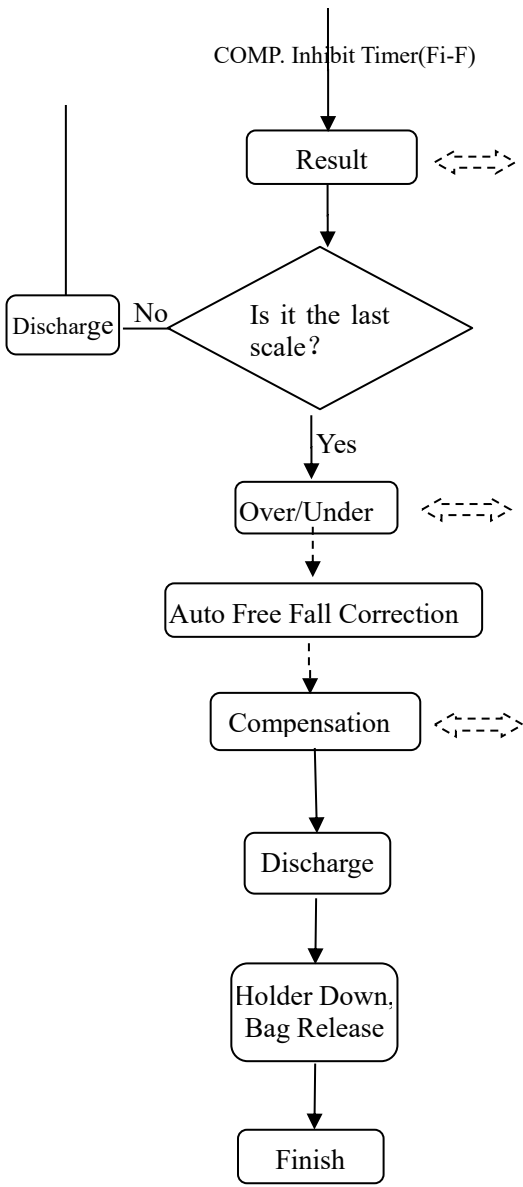 COMP. Inhibit Timer(Fi-F)
Result
Is it the last
scale？
No
Discharge
Yes
Over/Under
Auto Free Fall Correction
Compensation
Discharge
Holder Down,
Bag Release
Finish